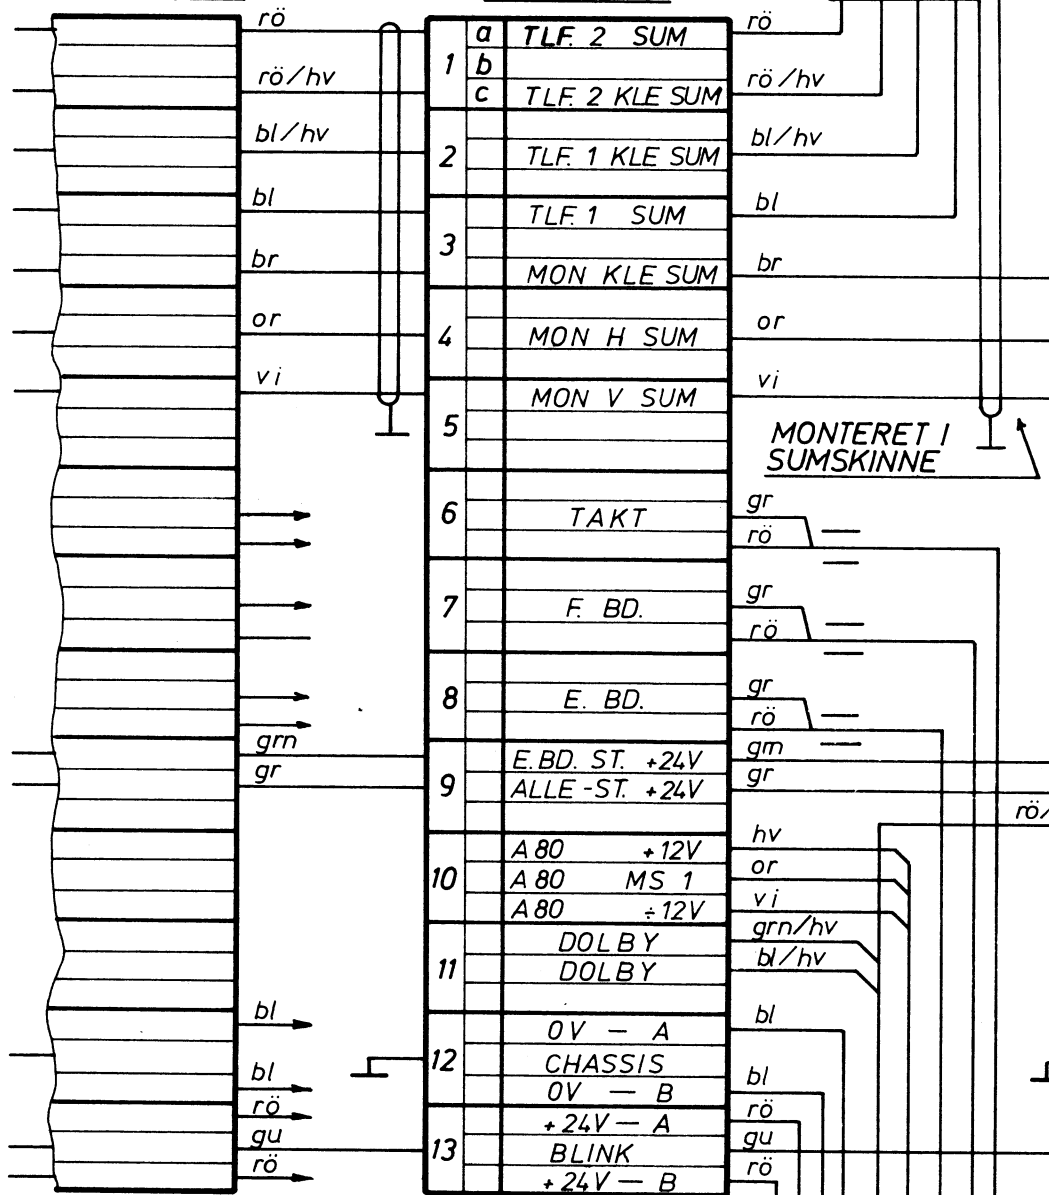 rö 1 a TLF. 2 SUM rö
b
rö/hv c TLF. 2 KLE SUM rö/hv
bl/hv 2 TLF. 1 KLE SUM bl/hv
bl TLF. 1 SUM bl
3
br MON KLE SUM br
or 4 MON H SUM or
vi MON V SUM vi
5
MONTERET I
SUMSKINNE
6 TAKT gr
rö
7 F. BD. gr
rö
8 E. BD. gr
rö
grn E.BD. ST. +24V grn
gr 9 ALLE-ST. +24V gr
rö/
A 80 +12V hv
10 A 80 MS 1 or
A 80 ÷12V vi
DOLBY grn/hv
11 DOLBY bl/hv
bl 0V — A bl
12 CHASSIS
bl 0V — B bl
rö +24V — A rö
gu 13 BLINK gu
rö +24V — B rö